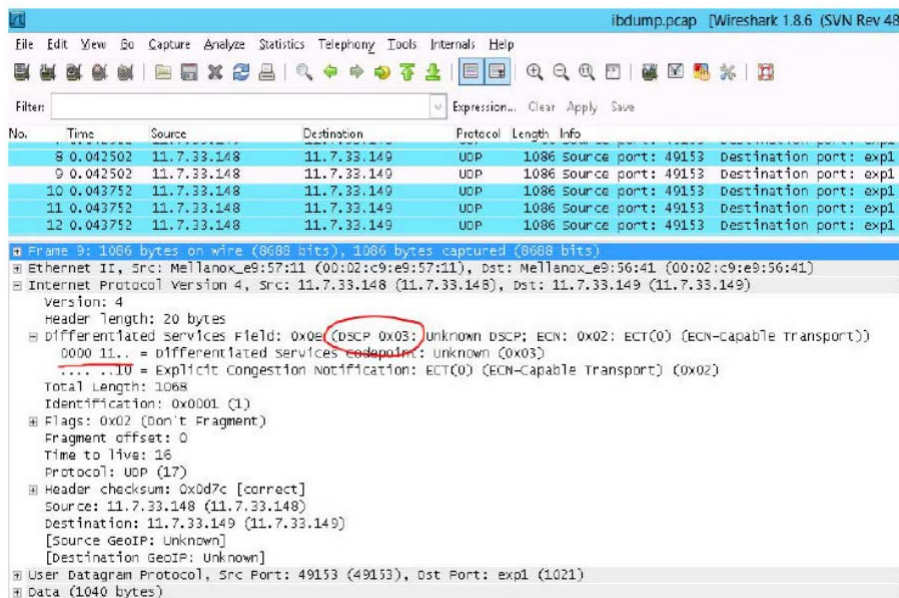 ibdump.pcap [Wireshark 1.8.6 (SVN Rev 48
File Edit View Go Capture Analyze Statistics Telephony Tools Internals Help
Filter: Expression... Clear Apply Save
No. Time Source Destination Protocol Length Info
8 0.042502 11.7.33.148 11.7.33.149 UDP 1086 Source port: 49153 Destination port: exp1
9 0.042502 11.7.33.148 11.7.33.149 UDP 1086 Source port: 49153 Destination port: exp1
10 0.043752 11.7.33.148 11.7.33.149 UDP 1086 Source port: 49153 Destination port: exp1
11 0.043752 11.7.33.148 11.7.33.149 UDP 1086 Source port: 49153 Destination port: exp1
12 0.043752 11.7.33.148 11.7.33.149 UDP 1086 Source port: 49153 Destination port: exp1
Frame 9: 1086 bytes on wire (8688 bits), 1086 bytes captured (8688 bits)
Ethernet II, Src: Mellanox_e9:57:11 (00:02:c9:e9:57:11), Dst: Mellanox_e9:56:41 (00:02:c9:e9:56:41)
Internet Protocol Version 4, Src: 11.7.33.148 (11.7.33.148), Dst: 11.7.33.149 (11.7.33.149)
Version: 4
Header length: 20 bytes
Differentiated Services Field: 0x0e (DSCP 0x03: Unknown DSCP; ECN: 0x02: ECT(0) (ECN-Capable Transport))
0000 11.. = Differentiated Services Codepoint: Unknown (0x03)
.... ..10 = Explicit Congestion Notification: ECT(0) (ECN-Capable Transport) (0x02)
Total Length: 1068
Identification: 0x0001 (1)
Flags: 0x02 (Don't Fragment)
Fragment offset: 0
Time to live: 16
Protocol: UDP (17)
Header checksum: 0x0d7c [correct]
Source: 11.7.33.148 (11.7.33.148)
Destination: 11.7.33.149 (11.7.33.149)
[Source GeoIP: Unknown]
[Destination GeoIP: Unknown]
User Datagram Protocol, Src Port: 49153 (49153), Dst Port: exp1 (1021)
Data (1040 bytes)